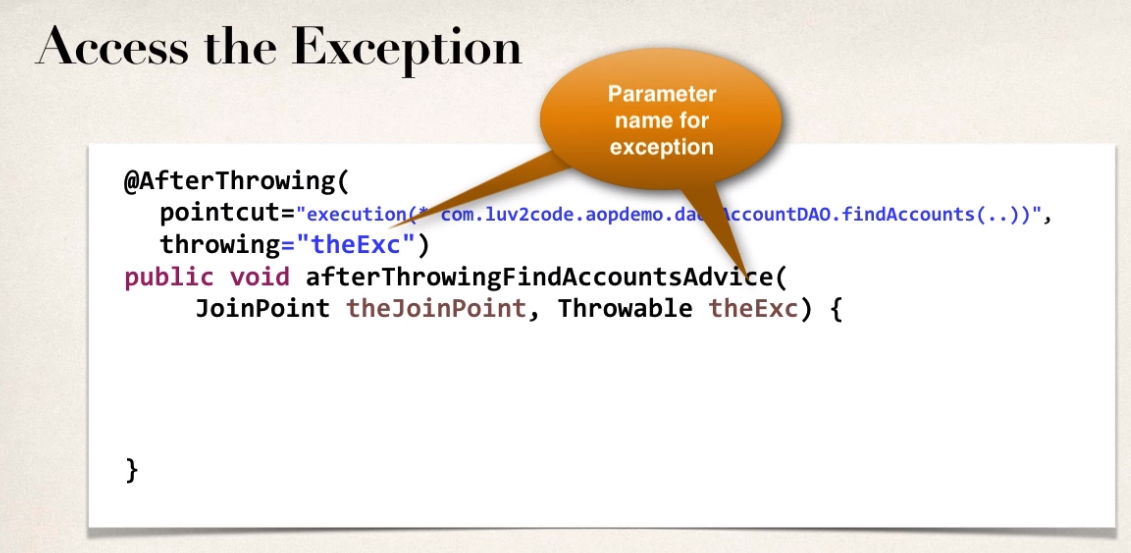 Access the Exception
Parameter
name for
exception
@AfterThrowing(
pointcut="execution(* com.luv2code.aopdemo.dao.AccountDAO.findAccounts(..))",
throwing="theExc")
public void afterThrowingFindAccountsAdvice(
JoinPoint theJoinPoint, Throwable theExc) {
}